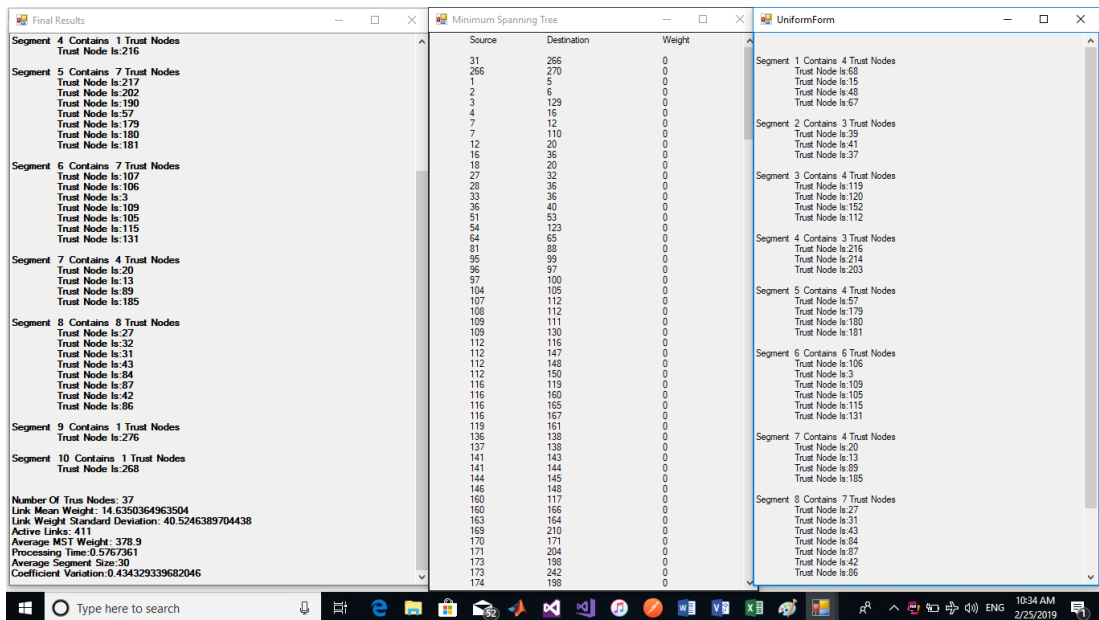 Final Results
Segment 4 Contains 1 Trust Nodes
Trust Node Is:216
Segment 5 Contains 7 Trust Nodes
Trust Node Is:217
Trust Node Is:202
Trust Node Is:190
Trust Node Is:57
Trust Node Is:179
Trust Node Is:180
Trust Node Is:181
Segment 6 Contains 7 Trust Nodes
Trust Node Is:107
Trust Node Is:106
Trust Node Is:3
Trust Node Is:109
Trust Node Is:105
Trust Node Is:115
Trust Node Is:131
Segment 7 Contains 4 Trust Nodes
Trust Node Is:20
Trust Node Is:13
Trust Node Is:89
Trust Node Is:185
Segment 8 Contains 8 Trust Nodes
Trust Node Is:27
Trust Node Is:32
Trust Node Is:31
Trust Node Is:43
Trust Node Is:84
Trust Node Is:87
Trust Node Is:42
Trust Node Is:86
Segment 9 Contains 1 Trust Nodes
Trust Node Is:276
Segment 10 Contains 1 Trust Nodes
Trust Node Is:268
Number Of Trus Nodes: 37
Link Mean Weight: 14.6350364963504
Link Weight Standard Deviation: 40.5246389704438
Active Links: 411
Average MST Weight: 378.9
Processing Time:0.5767361
Average Segment Size:30
Coefficient Variation:0.434329339682046
Minimum Spanning Tree
Source Destination Weight
31 266 0
266 270 0
1 5 0
2 6 0
3 129 0
4 16 0
7 12 0
7 110 0
12 20 0
16 36 0
18 20 0
27 32 0
28 36 0
33 36 0
36 40 0
51 53 0
54 123 0
64 65 0
81 88 0
95 99 0
96 97 0
97 100 0
104 105 0
107 112 0
108 112 0
109 111 0
109 130 0
112 116 0
112 147 0
112 148 0
112 150 0
116 119 0
116 160 0
116 165 0
116 167 0
119 161 0
136 138 0
137 138 0
141 143 0
141 144 0
144 145 0
146 148 0
160 117 0
160 166 0
163 164 0
169 210 0
170 171 0
171 204 0
173 198 0
173 242 0
174 198 0
UniformForm
Segment 1 Contains 4 Trust Nodes
Trust Node Is:68
Trust Node Is:15
Trust Node Is:48
Trust Node Is:67
Segment 2 Contains 3 Trust Nodes
Trust Node Is:39
Trust Node Is:41
Trust Node Is:37
Segment 3 Contains 4 Trust Nodes
Trust Node Is:119
Trust Node Is:120
Trust Node Is:152
Trust Node Is:112
Segment 4 Contains 3 Trust Nodes
Trust Node Is:216
Trust Node Is:214
Trust Node Is:203
Segment 5 Contains 4 Trust Nodes
Trust Node Is:57
Trust Node Is:179
Trust Node Is:180
Trust Node Is:181
Segment 6 Contains 6 Trust Nodes
Trust Node Is:106
Trust Node Is:3
Trust Node Is:109
Trust Node Is:105
Trust Node Is:115
Trust Node Is:131
Segment 7 Contains 4 Trust Nodes
Trust Node Is:20
Trust Node Is:13
Trust Node Is:89
Trust Node Is:185
Segment 8 Contains 7 Trust Nodes
Trust Node Is:27
Trust Node Is:31
Trust Node Is:43
Trust Node Is:84
Trust Node Is:87
Trust Node Is:42
Trust Node Is:86
Type here to search
52
ENG
10:34 AM
2/25/2019
1